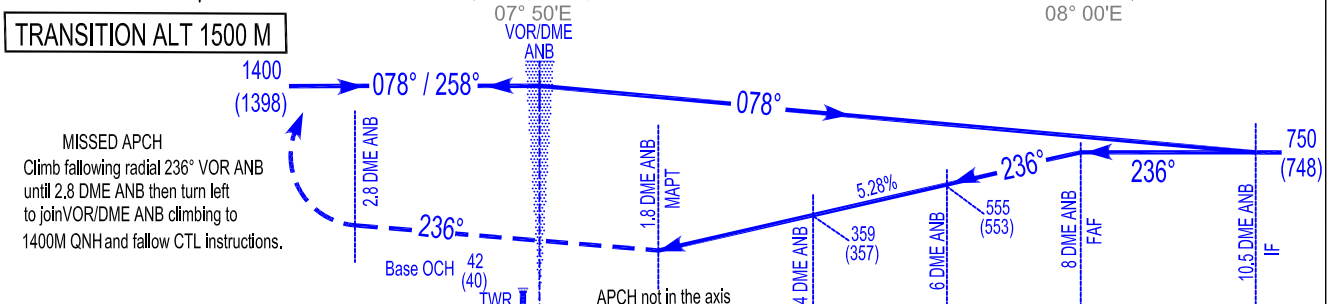 07° 50'E
08° 00'E
TRANSITION ALT 1500 M
VOR/DME
ANB
1400
(1398)
078° / 258°
078°
MISSED APCH
Climb fallowing radial 236° VOR ANB
until 2.8 DME ANB then turn left
to joinVOR/DME ANB climbing to
1400M QNH and fallow CTL instructions.
2.8 DME ANB
236°
Base OCH 42
(40)
TWR
1.8 DME ANB
MAPT
APCH not in the axis
5.28%
359
(357)
4 DME ANB
555
(553)
6 DME ANB
236°
8 DME ANB
FAF
236°
750
(748)
10.5 DME ANB
IF